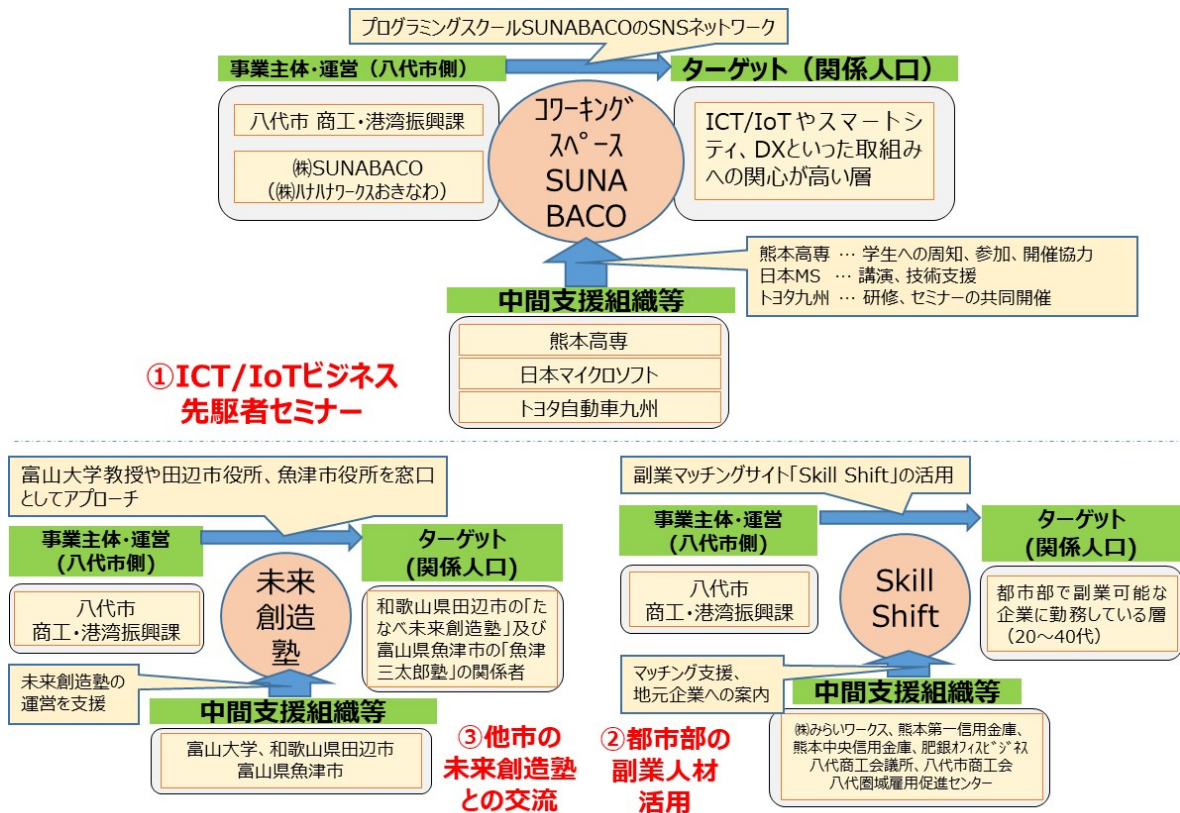 プログラミングスクールSUNABACOのSNSネットワーク
事業主体・運営（八代市側）
ターゲット（関係人口）
八代市 商工・港湾振興課
㈱SUNABACO
（㈱ﾊﾅﾊﾅﾜｰｸｽおきなわ）
ｺﾜｰｷﾝｸﾞ
ｽﾍﾟｰｽ
SUNA
BACO
ICT/IoTやスマートシ
ティ、DXといった取組み
への関心が高い層
熊本高専 … 学生への周知、参加、開催協力
日本MS … 講演、技術支援
トヨタ九州 … 研修、セミナーの共同開催
中間支援組織等
熊本高専
日本マイクロソフト
トヨタ自動車九州
①ICT/IoTビジネス
先駆者セミナー
富山大学教授や田辺市役所、魚津市役所を窓口
としてアプローチ
事業主体・運営
(八代市側)
ターゲット
(関係人口)
八代市
商工・港湾振興課
未来
創造
塾
和歌山県田辺市の「た
なべ未来創造塾」及び
富山県魚津市の「魚津
三太郎塾」の関係者
未来創造塾の
運営を支援
中間支援組織等
富山大学、和歌山県田辺市
富山県魚津市
③他市の
未来創造塾
との交流
副業マッチングサイト「Skill Shift」の活用
事業主体・運営
(八代市側)
ターゲット
(関係人口)
八代市
商工・港湾振興課
Skill
Shift
都市部で副業可能な
企業に勤務している層
（20～40代）
マッチング支援、
地元企業への案内
中間支援組織等
㈱みらいワークス、熊本第一信用金庫、
熊本中央信用金庫、肥銀ｵﾌｨｽﾋﾞｼﾞﾈｽ
八代商工会議所、八代市商工会
八代圏域雇用促進センター
②都市部の
副業人材
活用